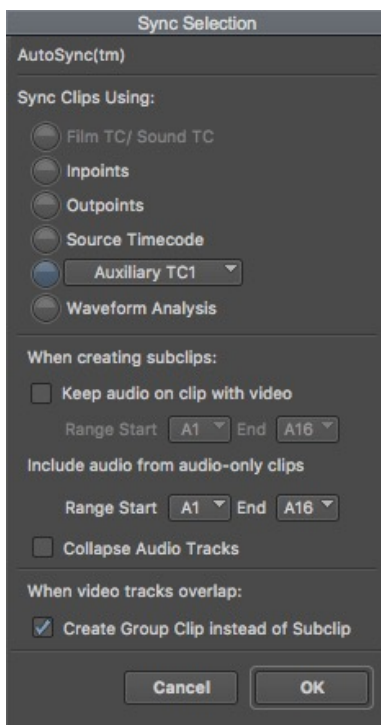 Sync Selection
AutoSync(tm)
Sync Clips Using:
Film TC/ Sound TC
Inpoints
Outpoints
Source Timecode
Auxiliary TC1
Waveform Analysis
When creating subclips:
Keep audio on clip with video
Range Start A1 End A16
Include audio from audio-only clips
Range Start A1 End A16
Collapse Audio Tracks
When video tracks overlap:
Create Group Clip instead of Subclip
Cancel OK